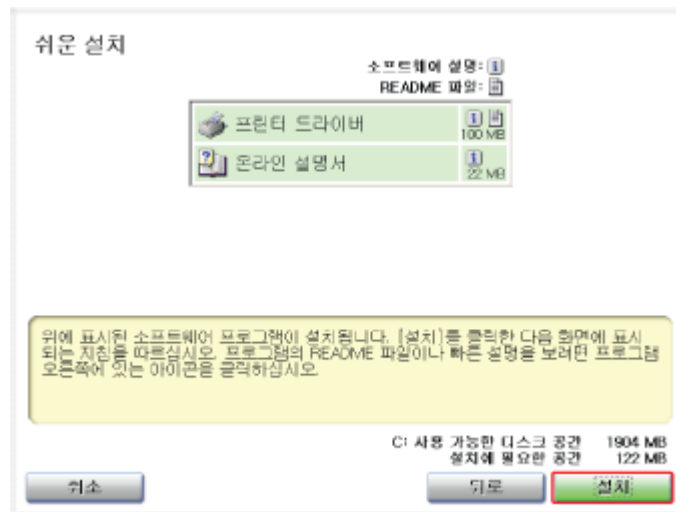 쉬운 설치
소프트웨어 설명:
README 파일:
프린터 드라이버
100 MB
온라인 설명서
22 MB
위에 표시된 소프트웨어 프로그램이 설치됩니다. [설치]를 클릭한 다음 화면에 표시
되는 지침을 따르십시오. 프로그램의 README 파일이나 빠른 설명을 보려면 프로그램
오른쪽에 있는 아이콘을 클릭하십시오.
C: 사용 가능한 디스크 공간 1904 MB
설치에 필요한 공간 122 MB
취소
뒤로
설치